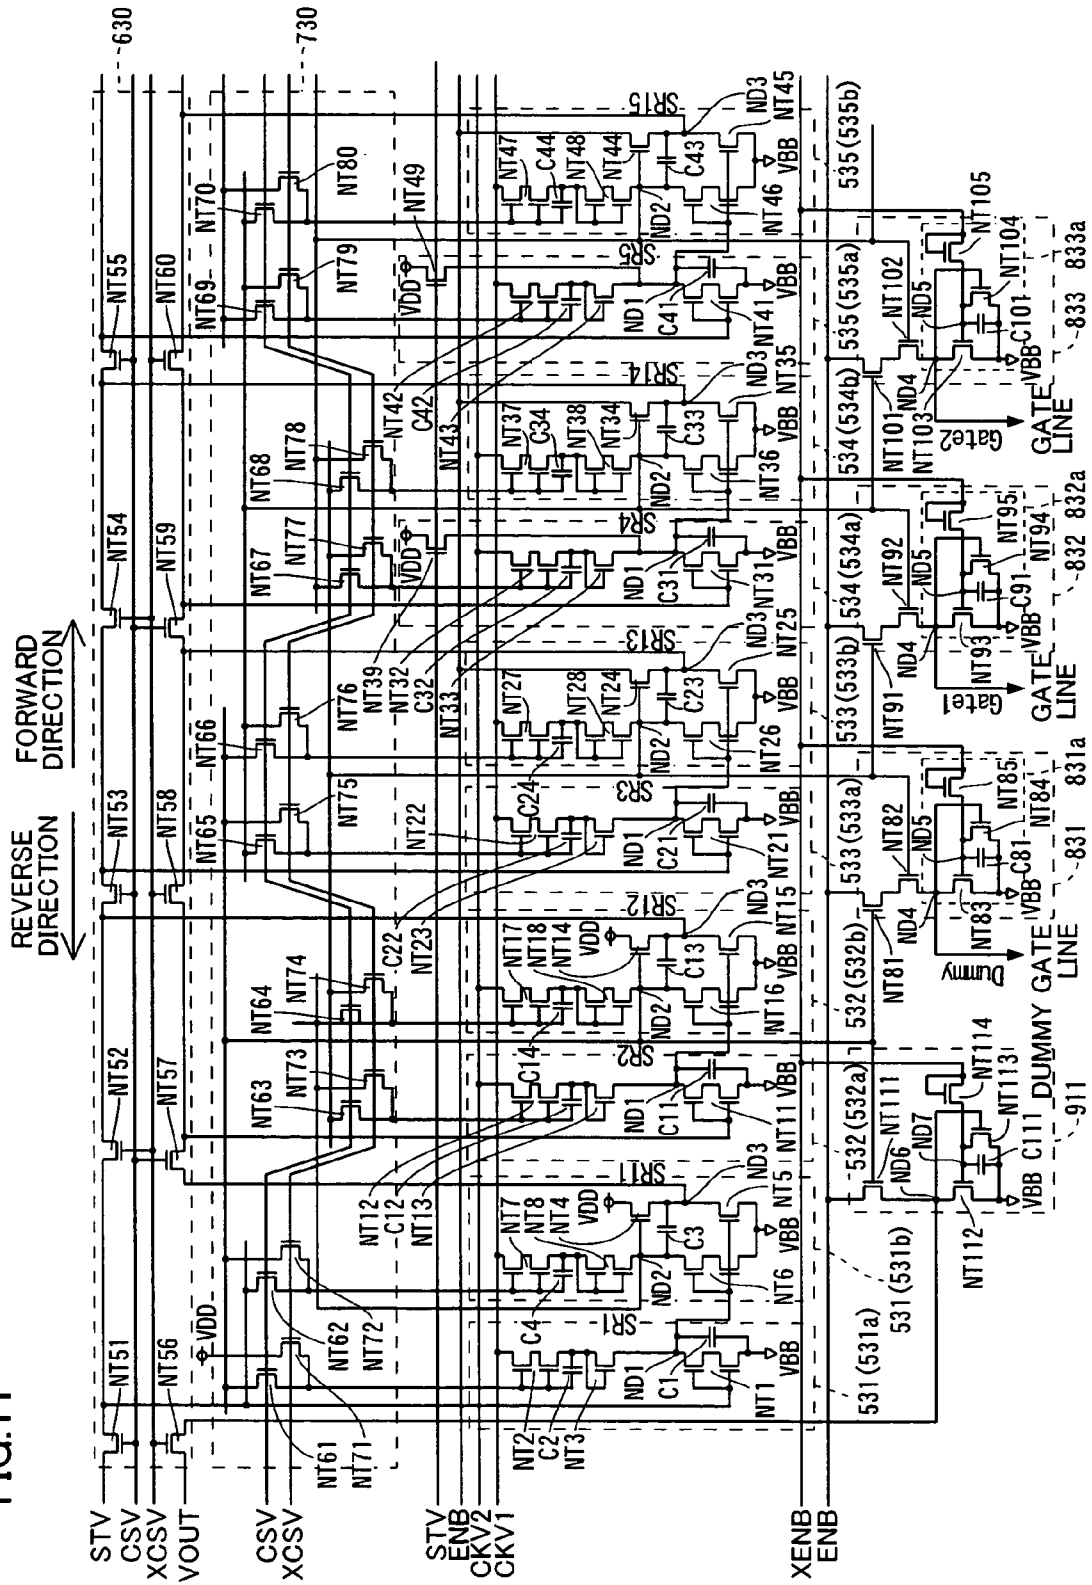 FIG.11
REVERSE DIRECTION
FORWARD DIRECTION
STV
CSV
XCSV
VOUT
NT51
NT52
NT53
NT54
NT55
630
NT56
NT57
NT58
NT59
NT60
CSV
XCSV
VDD
NT61
NT71
NT62
NT72
NT63
NT73
NT64
NT74
NT65
NT75
NT66
NT76
NT67
NT77
NT68
NT78
NT69
NT79
NT70
NT80
730
STV
ENB
CKV2
CKV1
NT2
C2
NT3
SR1
ND1
C1
NT1
VBB
NT7
NT8
NT4
C4
VDD
SR11
ND2
C3
ND3
NT6
NT5
VBB
NT12
C12
NT13
SR2
ND1
C11
NT11
VBB
C14
NT17
NT18
NT14
VDD
SR12
ND2
C13
ND3
NT16
NT15
VBB
C22
NT23
NT22
SR3
ND1
C21
NT21
VBB
C24
NT27
NT28
NT24
SR13
ND2
C23
ND3
NT26
NT25
VBB
NT39
NT32
C32
NT33
VDD
SR4
ND1
C31
NT31
VBB
NT37
C34
NT38
NT34
SR14
ND2
C33
ND3
NT36
NT35
VBB
NT42
C42
NT43
VDD
NT49
SR5
ND1
C41
NT41
VBB
NT47
C44
NT48
NT44
SR15
ND2
C43
ND3
NT46
NT45
VBB
XENB
ENB
531 (531a)
531 (531b)
532 (532a)
532 (532b)
533 (533a)
533 (533b)
534 (534a)
534 (534b)
535 (535a)
535 (535b)
NT111
ND6
ND7
NT112
NT114
NT113
C111
VBB
911
NT81
NT82
ND4
ND5
NT83
C81
NT85
NT84
VBB
831a
831
Dummy
DUMMY GATE LINE
NT91
NT92
ND4
ND5
NT93
C91
NT95
NT94
VBB
832a
832
Gate1
GATE LINE
NT101
NT102
ND4
ND5
NT103
C101
NT105
NT104
VBB
833a
833
Gate2
GATE LINE